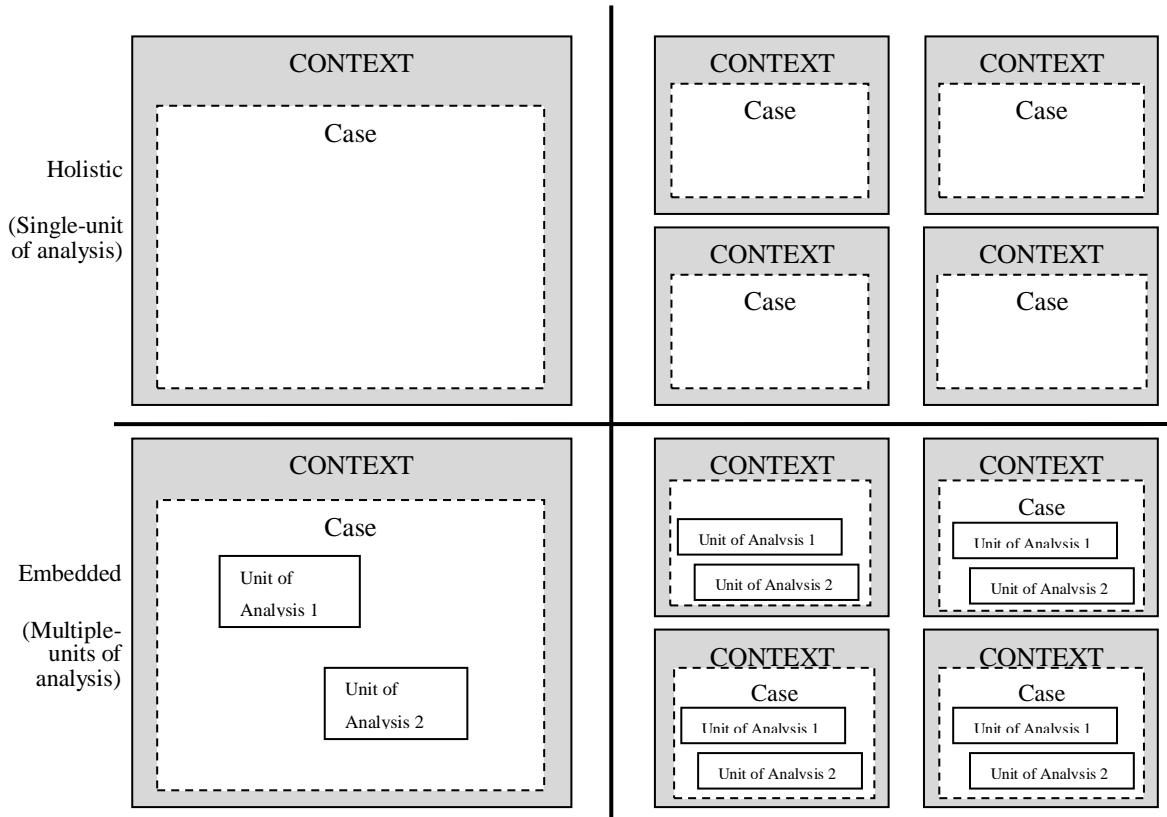 CONTEXT
Case
Holistic
(Single-unit
of analysis)
CONTEXT
Case
CONTEXT
Case
CONTEXT
Case
CONTEXT
Case
Embedded
(Multiple-
units of
analysis)
CONTEXT
Case
Unit of
Analysis 1
Unit of
Analysis 2
CONTEXT
Unit of Analysis 1
Unit of Analysis 2
CONTEXT
Case
Unit of Analysis 1
Unit of Analysis 2
CONTEXT
Case
Unit of Analysis 1
Unit of Analysis 2
CONTEXT
Case
Unit of Analysis 1
Unit of Analysis 2